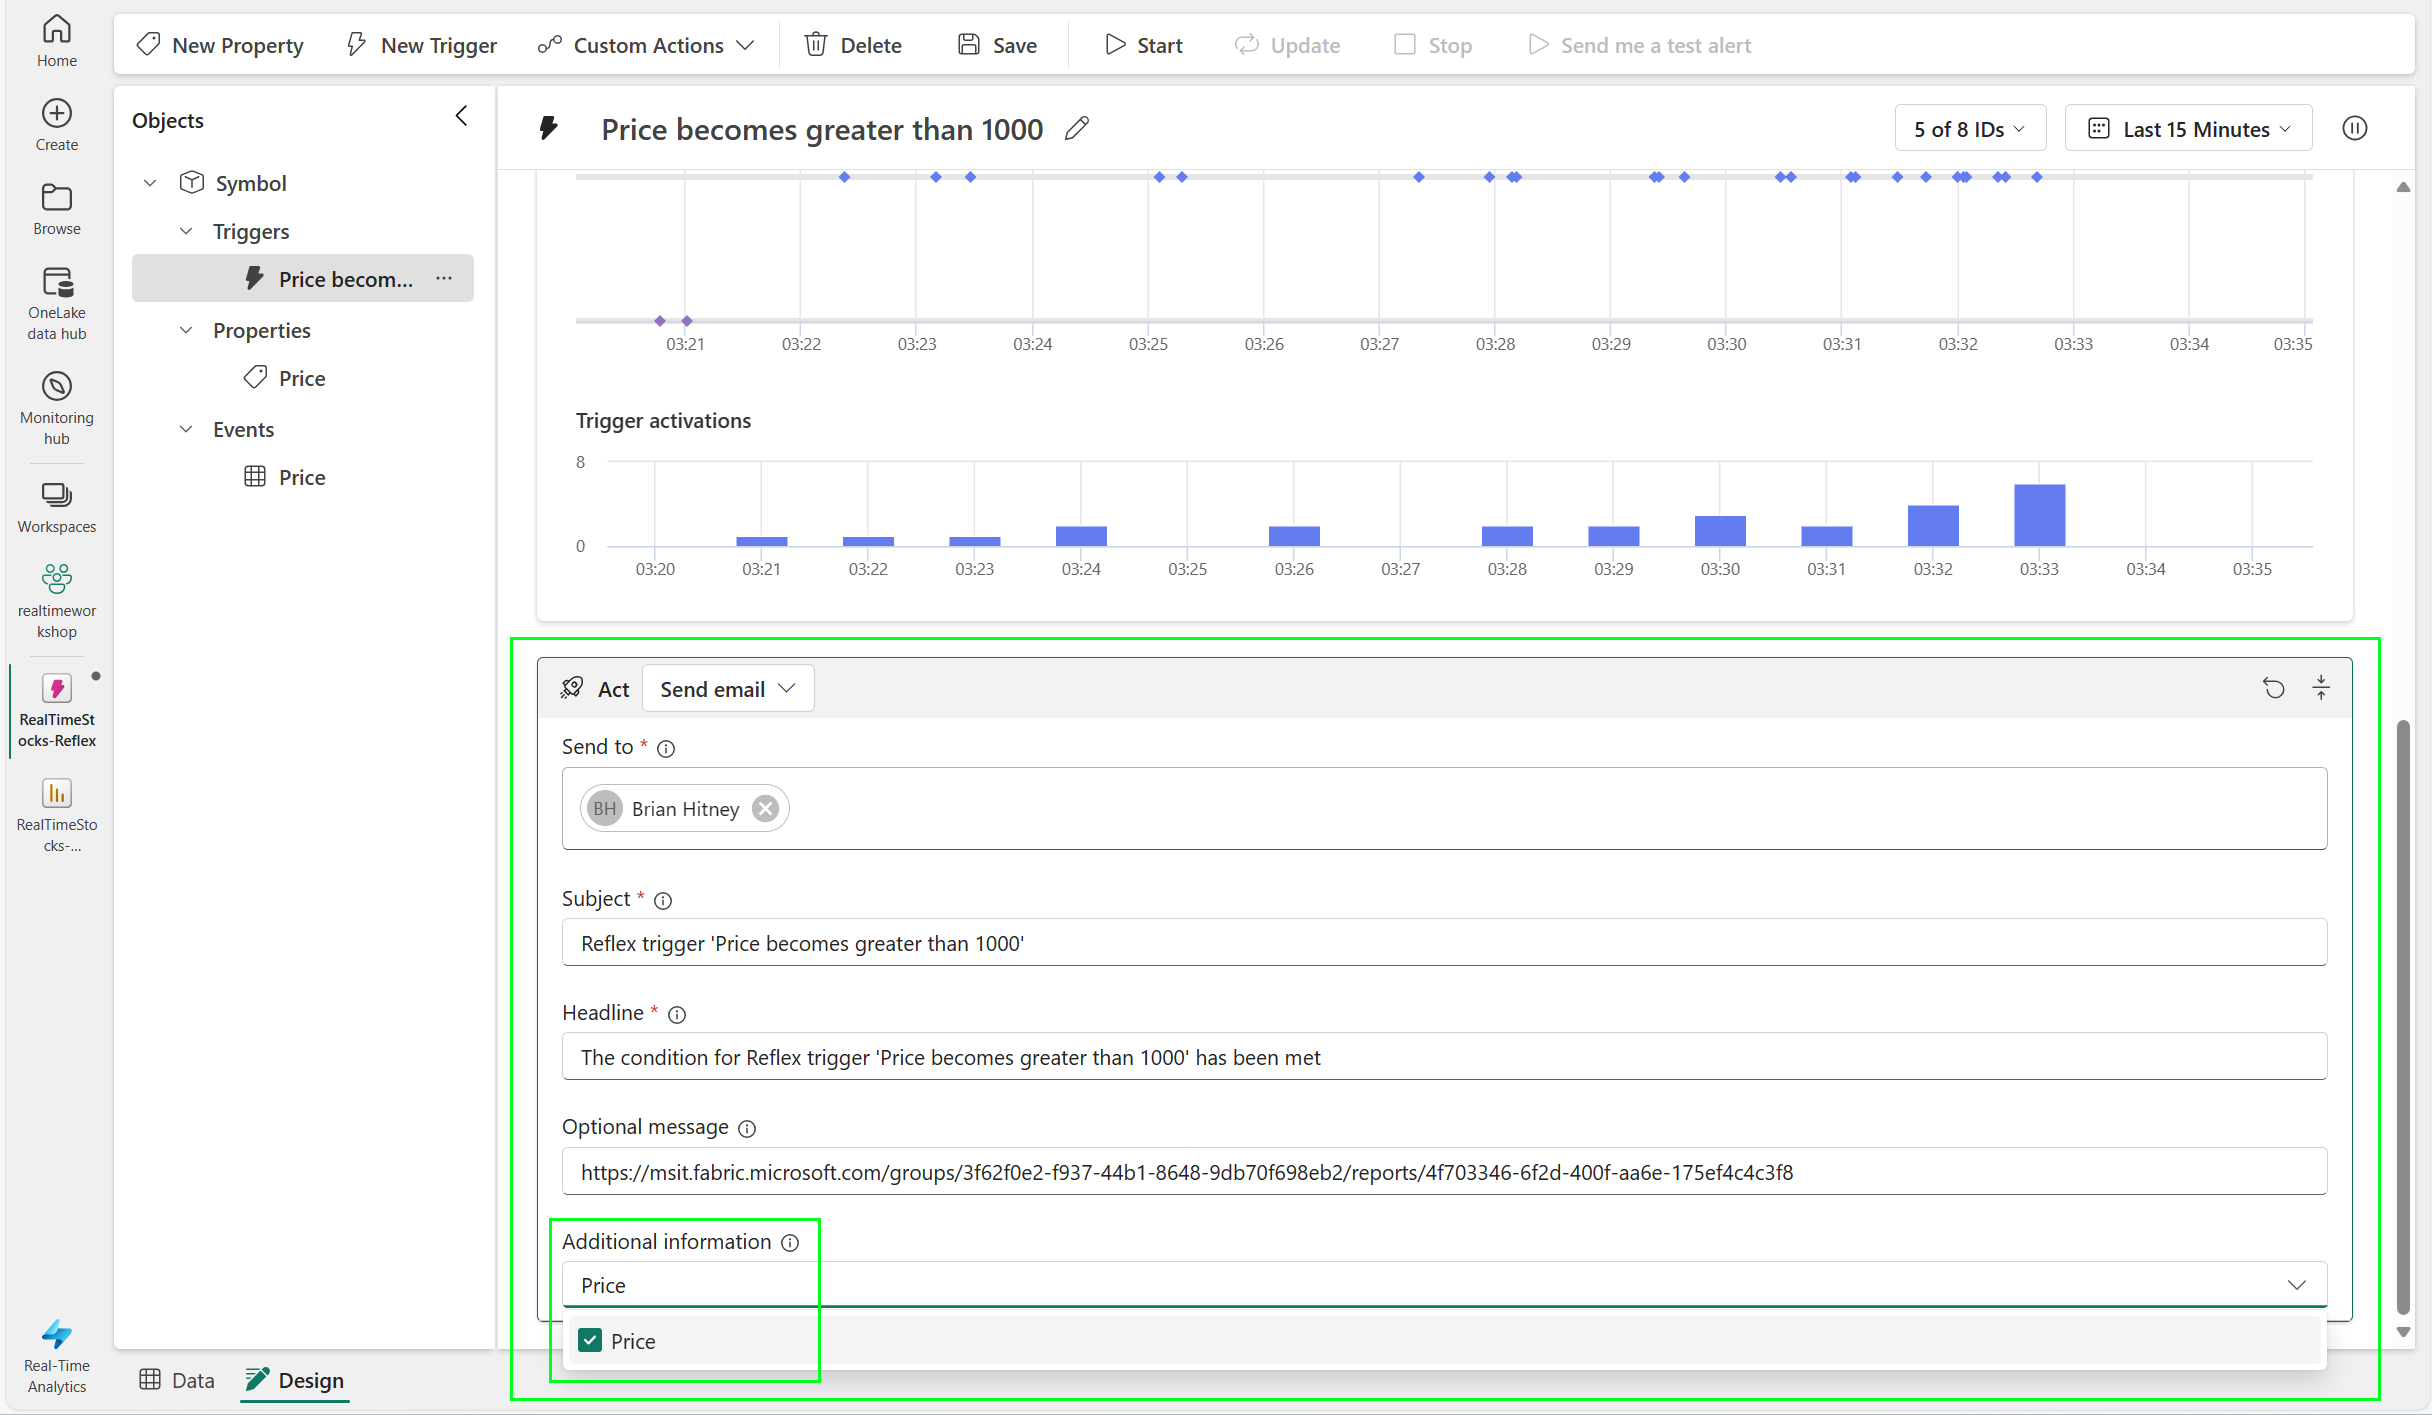 Home
Create
Browse
OneLake
data hub
Monitoring
hub
Workspaces
realtimewor
kshop
RealTimeSt
ocks-Reflex
RealTimeSto
cks-...
Real-Time
Analytics
New Property
New Trigger
Custom Actions
Delete
Save
Start
Update
Stop
Send me a test alert
Objects
Symbol
Triggers
Price becom... ...
Properties
Price
Events
Price
Price becomes greater than 1000
5 of 8 IDs
Last 15 Minutes
03:21 03:22 03:23 03:24 03:25 03:26 03:27 03:28 03:29 03:30 03:31 03:32 03:33 03:34 03:35
Trigger activations
8
0
03:20 03:21 03:22 03:23 03:24 03:25 03:26 03:27 03:28 03:29 03:30 03:31 03:32 03:33 03:34 03:35
Act
Send email
Send to *
BH Brian Hitney
Subject *
Reflex trigger 'Price becomes greater than 1000'
Headline *
The condition for Reflex trigger 'Price becomes greater than 1000' has been met
Optional message
https://msit.fabric.microsoft.com/groups/3f62f0e2-f937-44b1-8648-9db70f698eb2/reports/4f703346-6f2d-400f-aa6e-175ef4c4c3f8
Additional information
Price
Price
Data
Design